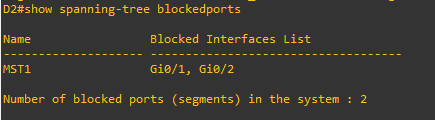 D2#show spanning-tree blockedports
Name                 Blocked Interfaces List
-------------------- ------------------------------------
MST1                 Gi0/1, Gi0/2
Number of blocked ports (segments) in the system : 2